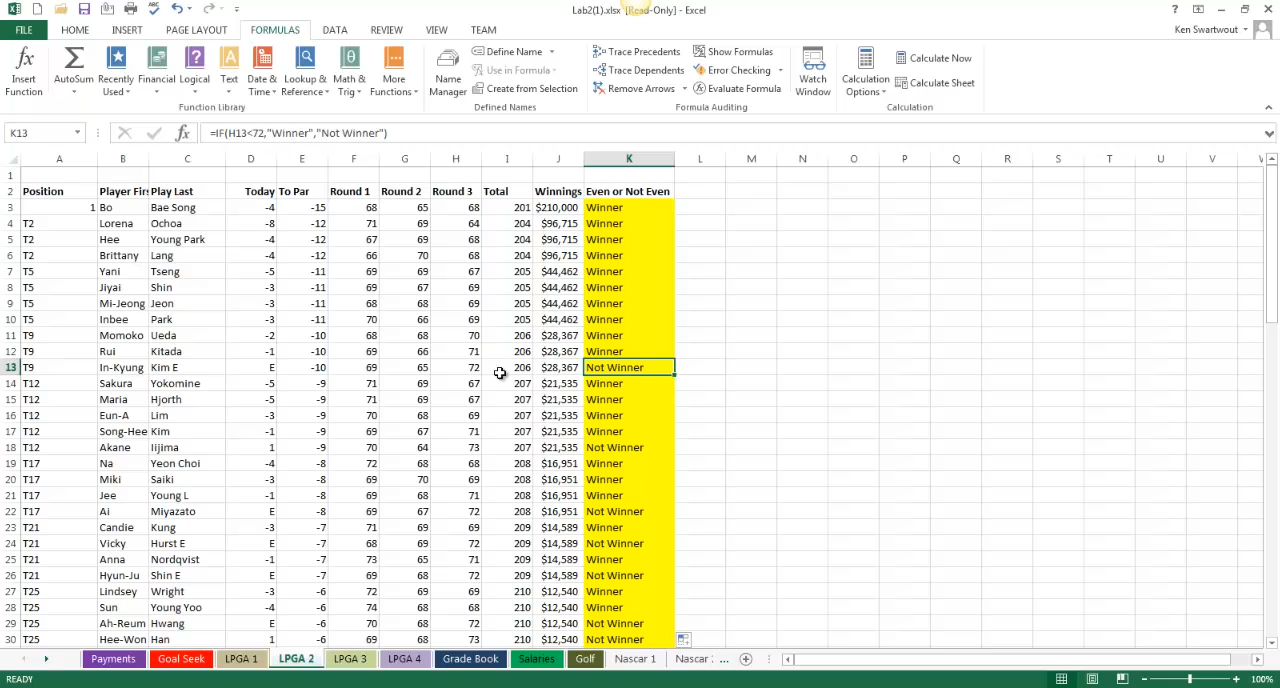 Lab2(1).xlsx [Read-Only] - Excel
FILE HOME INSERT PAGE LAYOUT FORMULAS DATA REVIEW VIEW TEAM Ken Swartwout
Insert Function AutoSum Recently Used Financial Logical Text Date & Time Lookup & Reference Math & Trig More Functions
Function Library
Name Manager Define Name Use in Formula Create from Selection
Defined Names
Trace Precedents Show Formulas
Trace Dependents Error Checking
Remove Arrows Evaluate Formula
Formula Auditing
Watch Window
Calculation Options Calculate Now Calculate Sheet
Calculation
K13 fx =IF(H13<72,"Winner","Not Winner")
A B C D E F G H I J K L M N O P Q R S T U V
1
2 Position Player Firs Play Last Today To Par Round 1 Round 2 Round 3 Total Winnings Even or Not Even
3 1 Bo Bae Song -4 -15 68 65 68 201 $210,000 Winner
4 T2 Lorena Ochoa -8 -12 71 69 64 204 $96,715 Winner
5 T2 Hee Young Park -4 -12 67 69 68 204 $96,715 Winner
6 T2 Brittany Lang -4 -12 66 70 68 204 $96,715 Winner
7 T5 Yani Tseng -5 -11 69 69 67 205 $44,462 Winner
8 T5 Jiyai Shin -3 -11 71 65 69 205 $44,462 Winner
9 T5 Mi-Jeong Jeon -3 -11 68 68 69 205 $44,462 Winner
10 T5 Inbee Park -3 -11 70 66 69 205 $44,462 Winner
11 T9 Momoko Ueda -2 -10 68 68 70 206 $28,367 Winner
12 T9 Rui Kitada -1 -10 69 66 71 206 $28,367 Winner
13 T9 In-Kyung Kim E -10 69 65 72 206 $28,367 Not Winner
14 T12 Sakura Yokomine -5 -9 71 69 67 207 $21,535 Winner
15 T12 Maria Hjorth -5 -9 71 69 67 207 $21,535 Winner
16 T12 Eun-A Lim -3 -9 70 68 69 207 $21,535 Winner
17 T12 Song-Hee Kim -1 -9 69 67 71 207 $21,535 Winner
18 T12 Akane Iijima 1 -9 70 64 73 207 $21,535 Not Winner
19 T17 Na Yeon Choi -4 -8 72 68 68 208 $16,951 Winner
20 T17 Miki Saiki -3 -8 69 70 69 208 $16,951 Winner
21 T17 Jee Young L -1 -8 69 68 71 208 $16,951 Winner
22 T17 Ai Miyazato E -8 69 67 72 208 $16,951 Not Winner
23 T21 Candie Kung -3 -7 71 69 69 209 $14,589 Winner
24 T21 Vicky Hurst E -7 68 69 72 209 $14,589 Not Winner
25 T21 Anna Nordqvist -1 -7 73 65 71 209 $14,589 Winner
26 T21 Hyun-Ju Shin E -7 69 68 72 209 $14,589 Not Winner
27 T25 Lindsey Wright -3 -6 72 69 69 210 $12,540 Winner
28 T25 Sun Young Yoo -4 -6 74 68 68 210 $12,540 Winner
29 T25 Ah-Reum Hwang E -6 70 68 72 210 $12,540 Not Winner
30 T25 Hee-Won Han 1 -6 69 68 73 210 $12,540 Not Winner
Payments Goal Seek LPGA 1 LPGA 2 LPGA 3 LPGA 4 Grade Book Salaries Golf Nascar 1 Nascar ...
READY 100%